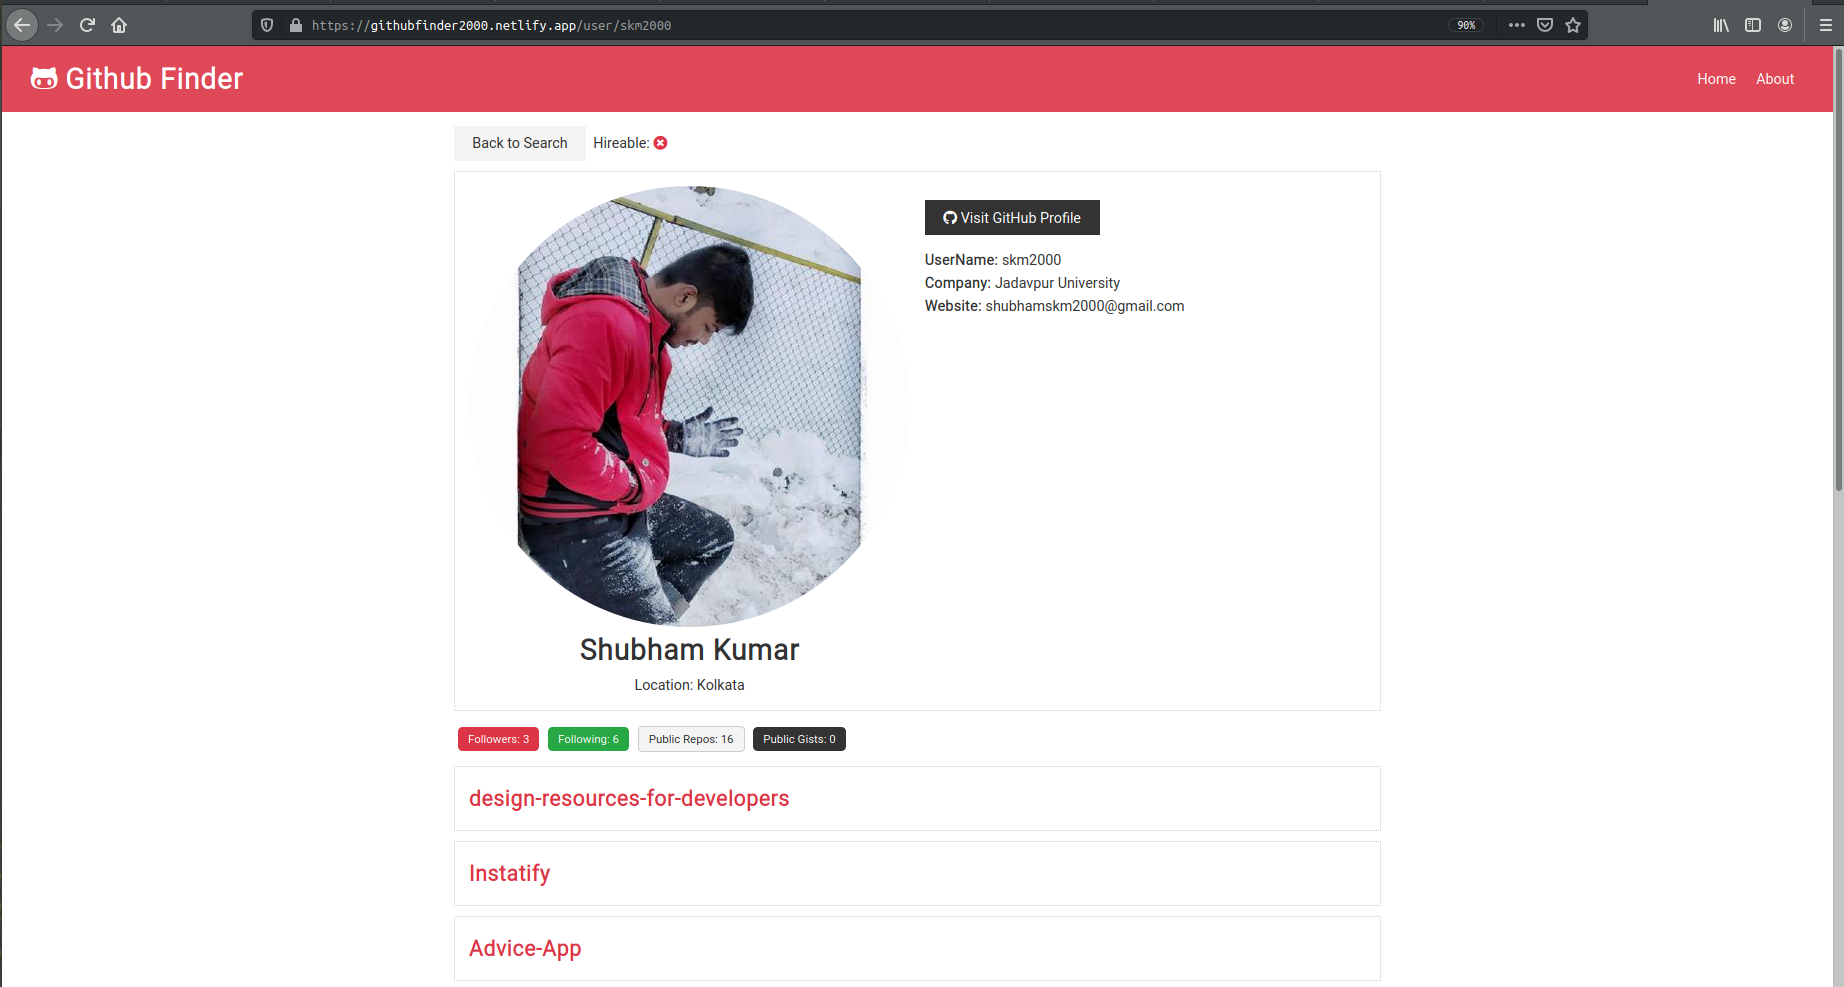 https://githubfinder2000.netlify.app/user/skm2000
90%
Github Finder
Home About
Back to Search Hireable:
Visit GitHub Profile
UserName: skm2000
Company: Jadavpur University
Website: shubhamskm2000@gmail.com
Shubham Kumar
Location: Kolkata
Followers: 3 Following: 6 Public Repos: 16 Public Gists: 0
design-resources-for-developers
Instatify
Advice-App